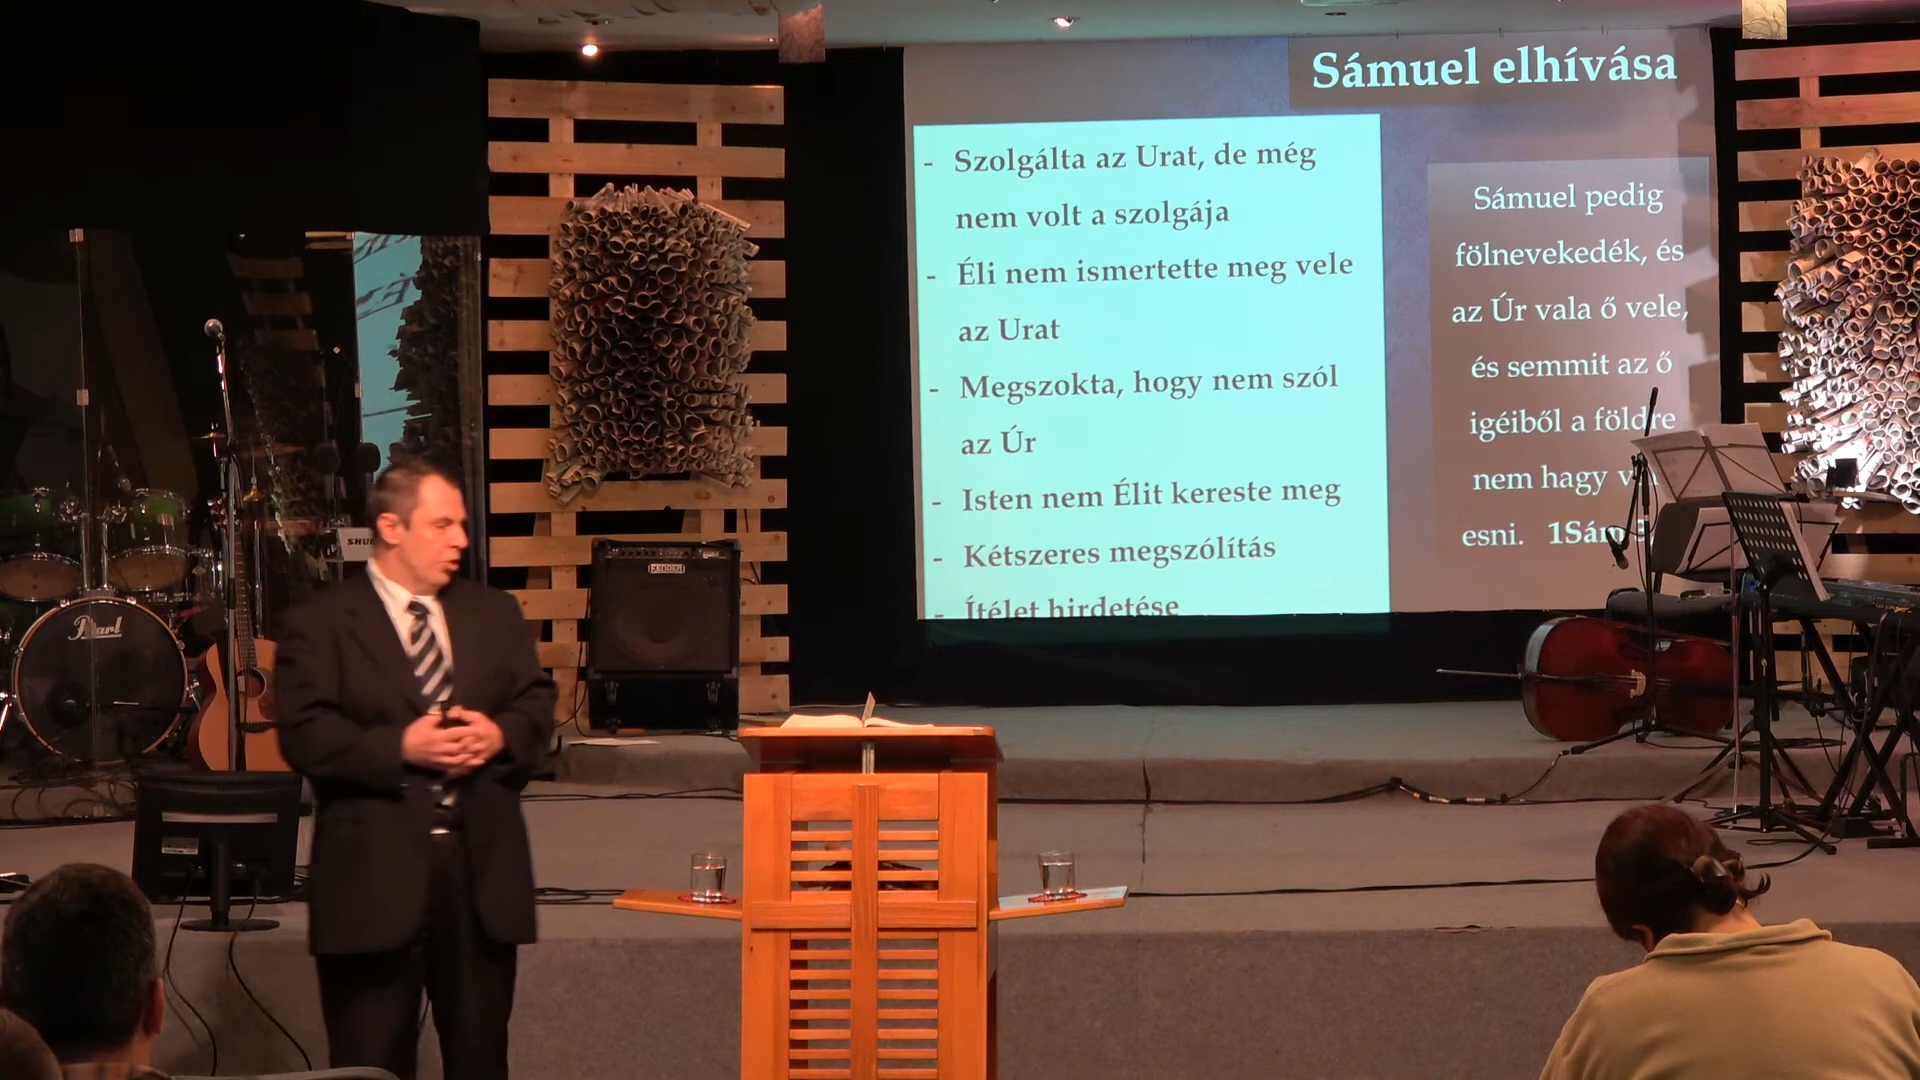 Sámuel elhívása
- Szolgálta az Urat, de még
nem volt a szolgája
- Éli nem ismertette meg vele
az Urat
- Megszokta, hogy nem szól
az Úr
- Isten nem Élit kereste meg
- Kétszeres megszólítás
- Ítélet hirdetése
Sámuel pedig
fölnevekedék, és
az Úr vala ő vele,
és semmit az ő
igéiből a földre
nem hagy
esni. 1Sám
Pearl
FENDER